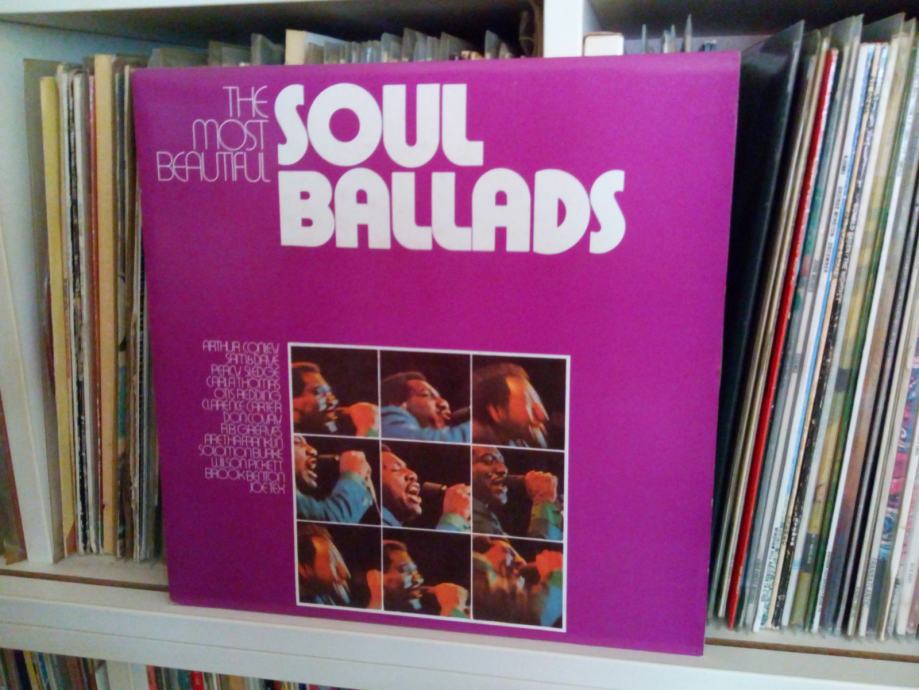 THE
MOST
BEAUTIFUL
SOUL
BALLADS
ARTHUR CONLEY
SAM & DAVE
PERCY SLEDGE
CARLA THOMAS
OTIS REDDING
CLARENCE CARTER
DON COVAY
R.B. GREAVES
ARETHA FRANKLIN
SOLOMON BURKE
WILSON PICKETT
BROOK BENTON
JOE TEX